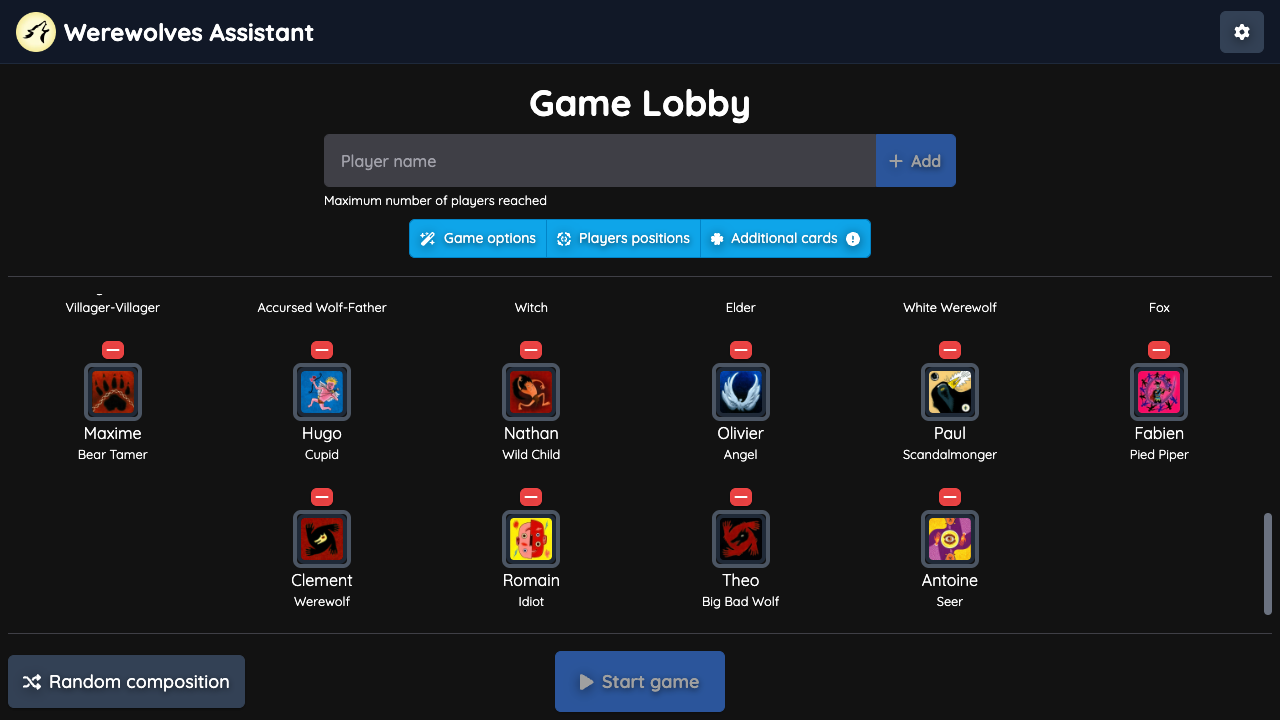 Werewolves Assistant
Game Lobby
Player name
Add
Maximum number of players reached
Game options
Players positions
Additional cards
Villager-Villager
Accursed Wolf-Father
Witch
Elder
White Werewolf
Fox
Maxime
Bear Tamer
Hugo
Cupid
Nathan
Wild Child
Olivier
Angel
Paul
Scandalmonger
Fabien
Pied Piper
Clement
Werewolf
Romain
Idiot
Theo
Big Bad Wolf
Antoine
Seer
Random composition
Start game